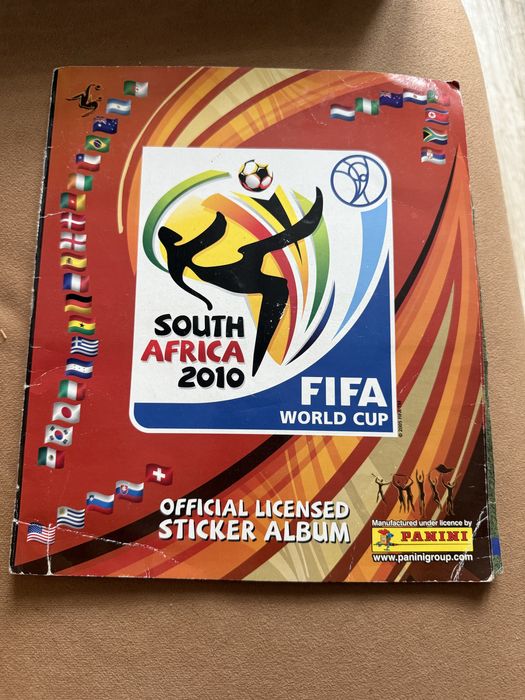 SOUTH
AFRICA
2010
FIFA
WORLD CUP
OFFICIAL LICENSED
STICKER ALBUM
Manufactured under licence by
PANINI
www.paninigroup.com